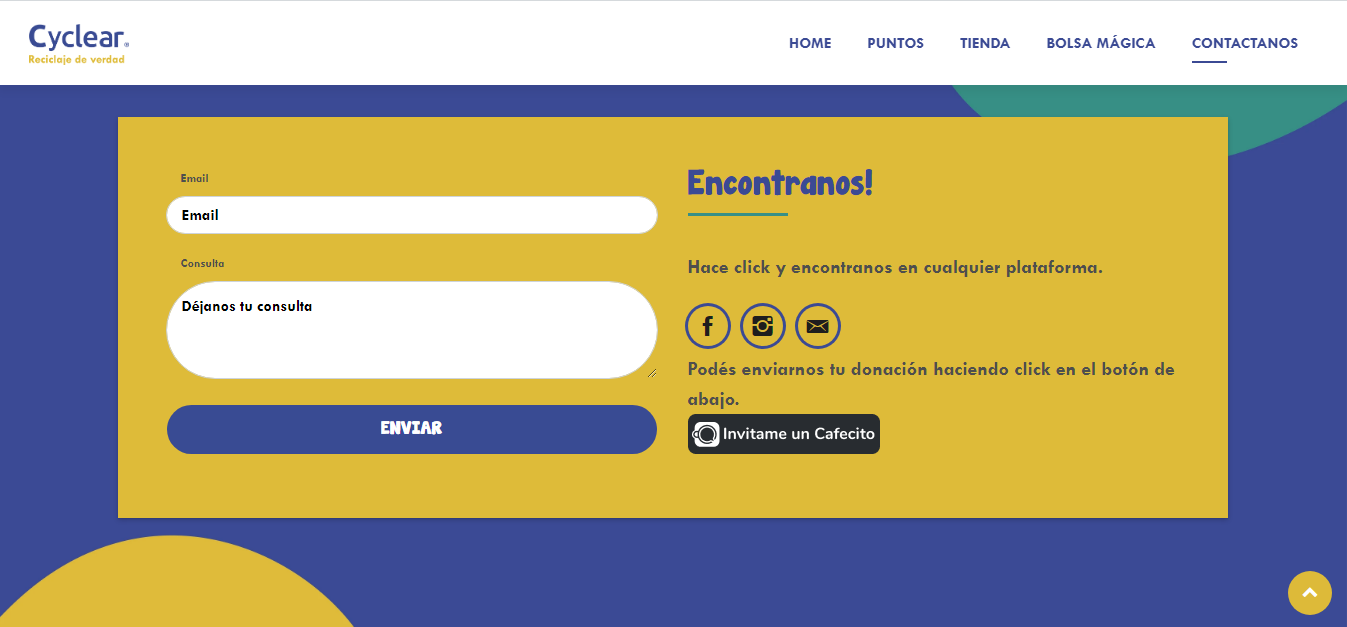 Cyclear®
Reciclaje de verdad
HOME
PUNTOS
TIENDA
BOLSA MÁGICA
CONTACTANOS
Email
Email
Consulta
Déjanos tu consulta
ENVIAR
Encontranos!
Hace click y encontranos en cualquier plataforma.
Podés enviarnos tu donación haciendo click en el botón de
abajo.
Invitame un Cafecito